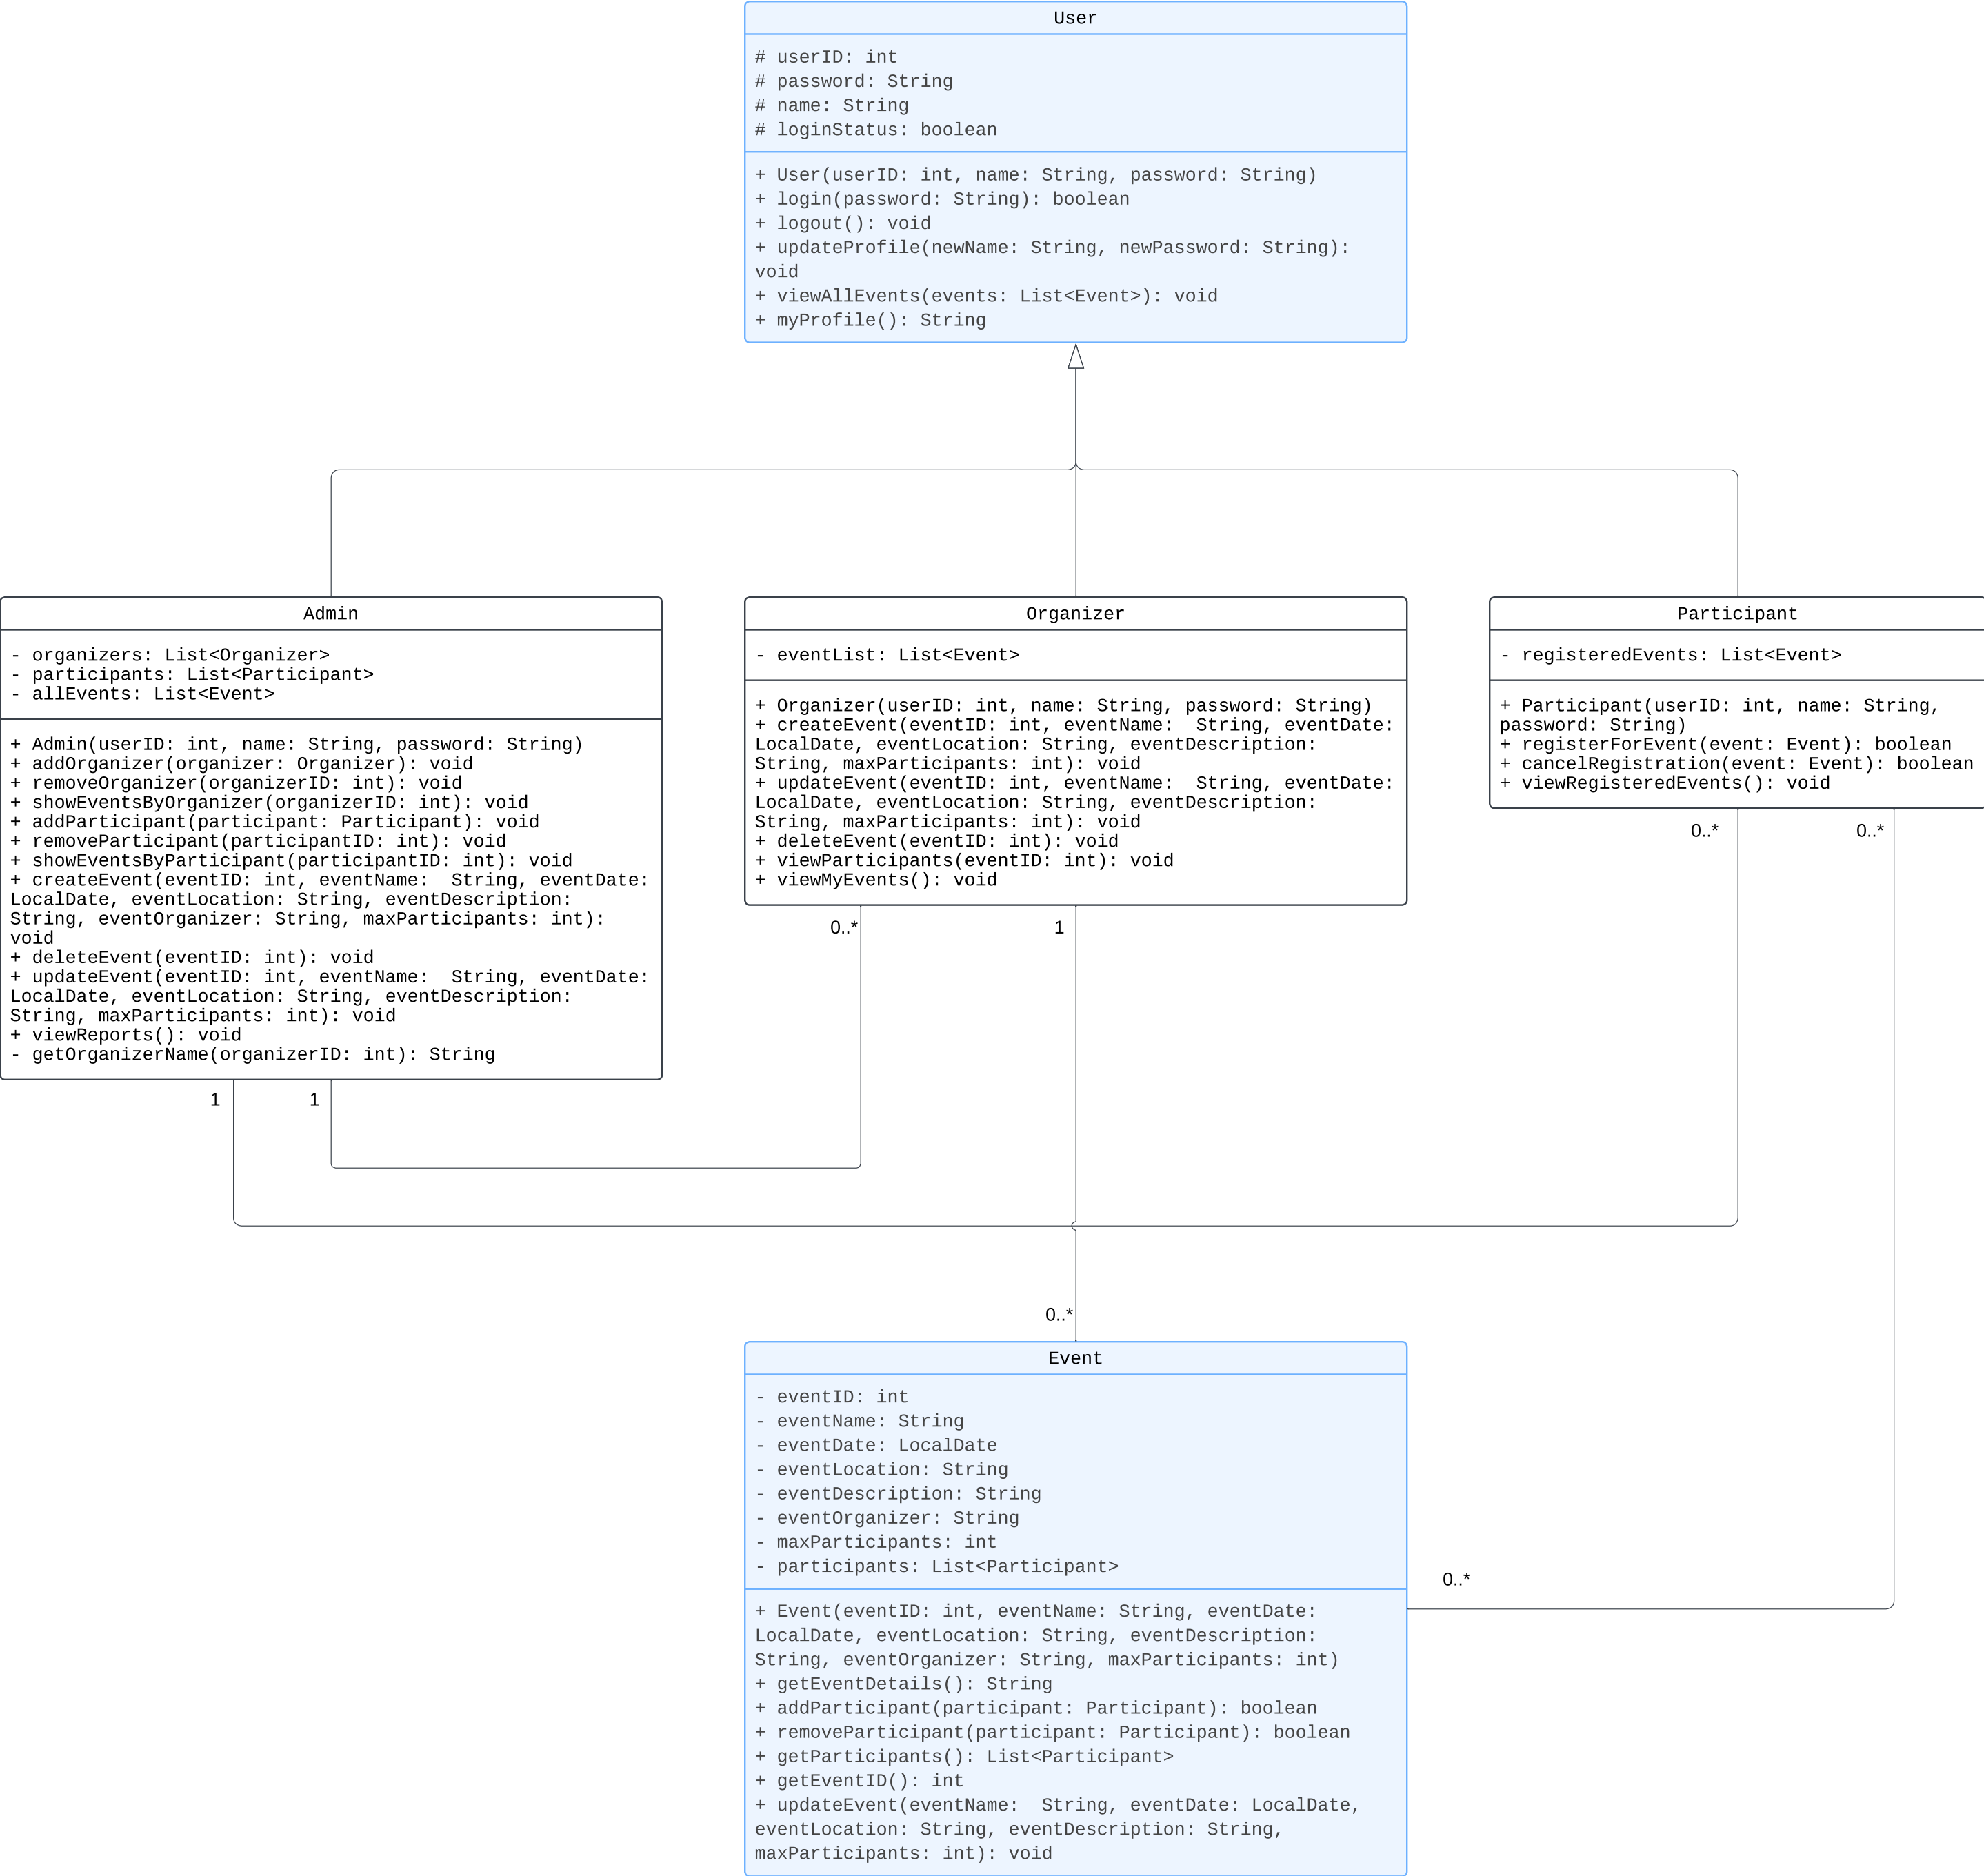 User
# userID: int
# password: String
# name: String
# loginStatus: boolean
+ User(userID: int, name: String, password: String)
+ login(password: String): boolean
+ logout(): void
+ updateProfile(newName: String, newPassword: String):
void
+ viewAllEvents(events: List<Event>): void
+ myProfile(): String
Admin
- organizers: List<Organizer>
- participants: List<Participant>
- allEvents: List<Event>
+ Admin(userID: int, name: String, password: String)
+ addOrganizer(organizer: Organizer): void
+ removeOrganizer(organizerID: int): void
+ showEventsByOrganizer(organizerID: int): void
+ addParticipant(participant: Participant): void
+ removeParticipant(participantID: int): void
+ showEventsByParticipant(participantID: int): void
+ createEvent(eventID: int, eventName:  String, eventDate:
LocalDate, eventLocation: String, eventDescription:
String, eventOrganizer: String, maxParticipants: int):
void
+ deleteEvent(eventID: int): void
+ updateEvent(eventID: int, eventName:  String, eventDate:
LocalDate, eventLocation: String, eventDescription:
String, maxParticipants: int): void
+ viewReports(): void
- getOrganizerName(organizerID: int): String
1
1
Organizer
- eventList: List<Event>
+ Organizer(userID: int, name: String, password: String)
+ createEvent(eventID: int, eventName:  String, eventDate:
LocalDate, eventLocation: String, eventDescription:
String, maxParticipants: int): void
+ updateEvent(eventID: int, eventName:  String, eventDate:
LocalDate, eventLocation: String, eventDescription:
String, maxParticipants: int): void
+ deleteEvent(eventID: int): void
+ viewParticipants(eventID: int): void
+ viewMyEvents(): void
0..*
1
Participant
- registeredEvents: List<Event>
+ Participant(userID: int, name: String,
password: String)
+ registerForEvent(event: Event): boolean
+ cancelRegistration(event: Event): boolean
+ viewRegisteredEvents(): void
0..*
0..*
0..*
Event
- eventID: int
- eventName: String
- eventDate: LocalDate
- eventLocation: String
- eventDescription: String
- eventOrganizer: String
- maxParticipants: int
- participants: List<Participant>
+ Event(eventID: int, eventName: String, eventDate:
LocalDate, eventLocation: String, eventDescription:
String, eventOrganizer: String, maxParticipants: int)
+ getEventDetails(): String
+ addParticipant(participant: Participant): boolean
+ removeParticipant(participant: Participant): boolean
+ getParticipants(): List<Participant>
+ getEventID(): int
+ updateEvent(eventName:  String, eventDate: LocalDate,
eventLocation: String, eventDescription: String,
maxParticipants: int): void
0..*